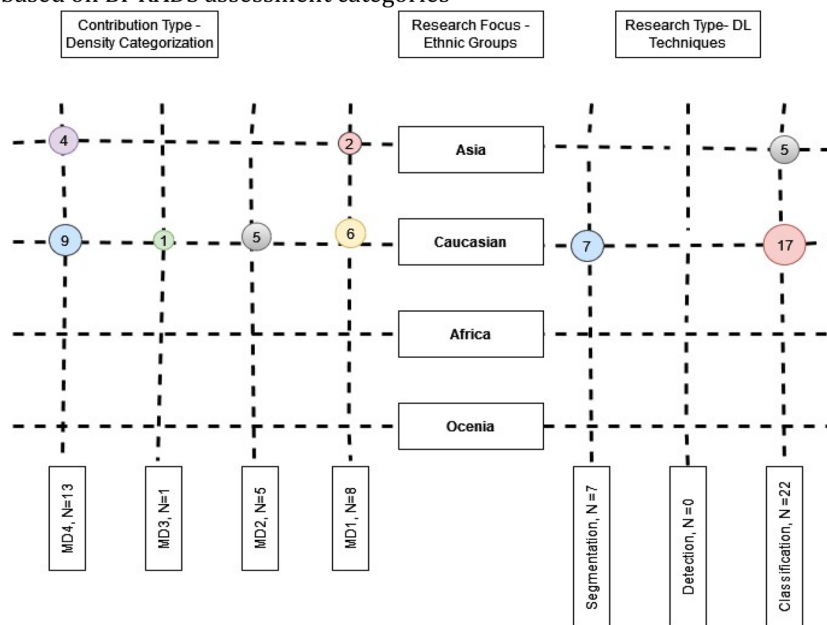 based on BI-RADs assessment categories
Contribution Type -
Density Categorization
Research Focus -
Ethnic Groups
Research Type- DL
Techniques
4
2
Asia
5
9
1
5
6
Caucasian
7
17
Africa
Ocenia
MD4, N=13
MD3, N=1
MD2, N=5
MD1, N=8
Segmentation, N =7
Detection, N =0
Classification, N =22